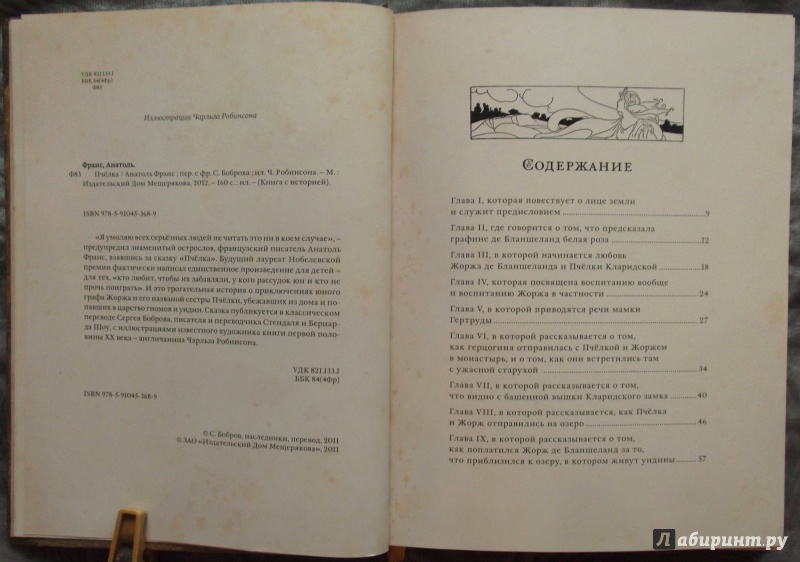 УДК 821.133.1
ББК 84(4Фр)
Ф83
Иллюстрации Чарльза Робинсона
Франс, Анатоль.
Ф83 Пчёлка / Анатоль Франс ; пер. с фр. С. Боброва ; ил. Ч. Робинсона. – М. :
Издательский Дом Мещерякова, 2012. – 160 с. : ил. – (Книга с историей).
ISBN 978-5-91045-368-9
«Я умоляю всех серьёзных людей не читать это ни в коем случае», –
предупредил знаменитый острослов, французский писатель Анатоль
Франс, взявшись за сказку «Пчёлка». Будущий лауреат Нобелевской
премии фактически написал единственное произведение для детей –
для тех, «кто любит, чтобы их забавляли, у кого рассудок юн и кто не
прочь поиграть». И это трогательная история о приключениях юного
графа Жоржа и его названой сестры Пчёлки, убежавших из дома и по-
павших в царство гномов и ундин. Сказка публикуется в классическом
переводе Сергея Боброва, писателя и переводчика Стендаля и Бернар-
да Шоу, с иллюстрациями известного художника книги первой поло-
вины XX века – англичанина Чарльза Робинсона.
УДК 821.133.1
ББК 84(4Фр)
ISBN 978-5-91045-368-9
© С. Бобров, наследники, перевод, 2011
© ЗАО «Издательский Дом Мещерякова», 2011
Содержание
Глава I, которая повествует о лице земли
и служит предисловием 9
Глава II, где говорится о том, что предсказала
графине де Бланшеланд белая роза 12
Глава III, в которой начинается любовь
Жоржа де Бланшеланда и Пчёлки Кларидской 18
Глава IV, которая посвящена воспитанию вообще
и воспитанию Жоржа в частности 24
Глава V, в которой приводятся речи мамки
Гертруды 27
Глава VI, в которой рассказывается о том,
как герцогиня отправилась с Пчёлкой и Жоржем
в монастырь, и о том, как они встретились там
с ужасной старухой 34
Глава VII, в которой рассказывается о том,
что видно с башенной вышки Кларидского замка 40
Глава VIII, в которой рассказывается, как Пчёлка
и Жорж отправились на озеро 46
Глава IX, в которой рассказывается о том,
как поплатился Жорж де Бланшеланд за то,
что приблизился к озеру, в котором живут ундины 57
Лабиринт.ру